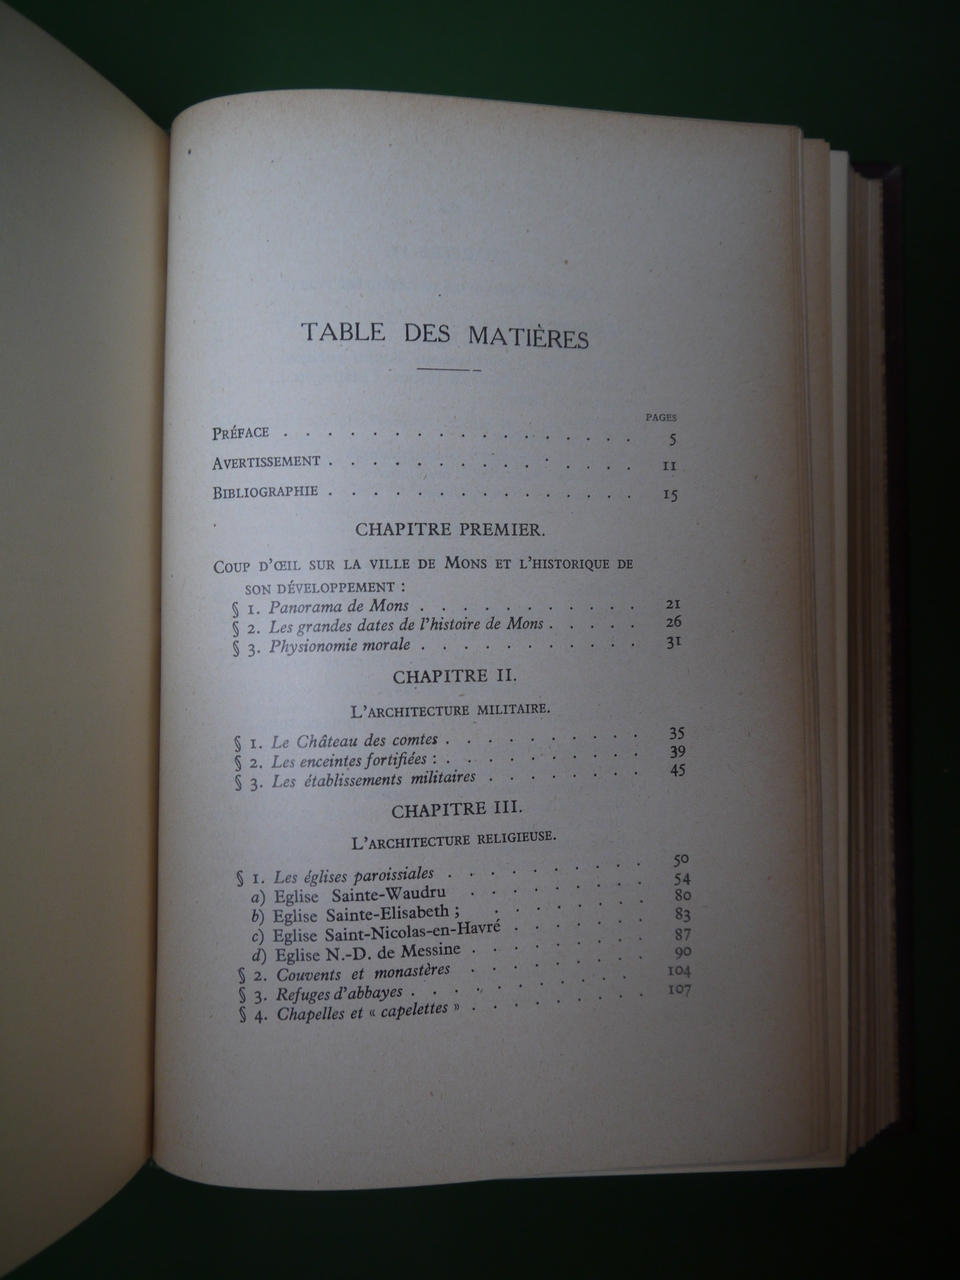 TABLE DES MATIÈRES
PAGES
PRÉFACE . . . . . . . . . . . . . . . . . 5
AVERTISSEMENT . . . . . . . . . . . . . . 11
BIBLIOGRAPHIE . . . . . . . . . . . . . . 15
CHAPITRE PREMIER.
COUP D'ŒIL SUR LA VILLE DE MONS ET L'HISTORIQUE DE
SON DÉVELOPPEMENT :
§ 1. Panorama de Mons . . . . . . . . . . . 21
§ 2. Les grandes dates de l'histoire de Mons . . . . . 26
§ 3. Physionomie morale . . . . . . . . . . . 31
CHAPITRE II.
L'ARCHITECTURE MILITAIRE.
§ 1. Le Château des comtes . . . . . . . . . . 35
§ 2. Les enceintes fortifiées : . . . . . . . . . . 39
§ 3. Les établissements militaires . . . . . . . . 45
CHAPITRE III.
L'ARCHITECTURE RELIGIEUSE.
§ 1. Les églises paroissiales . . . . . . . . . 50
a) Eglise Sainte-Waudru . . . . . . . . 54
b) Eglise Sainte-Elisabeth ; . . . . . . . 80
c) Eglise Saint-Nicolas-en-Havré . . . . . . 83
d) Eglise N.-D. de Messine . . . . . . . . 87
§ 2. Couvents et monastères . . . . . . . . 90
§ 3. Refuges d'abbayes . . . . . . . . . . 104
§ 4. Chapelles et « capelettes » . . . . . . . . 107